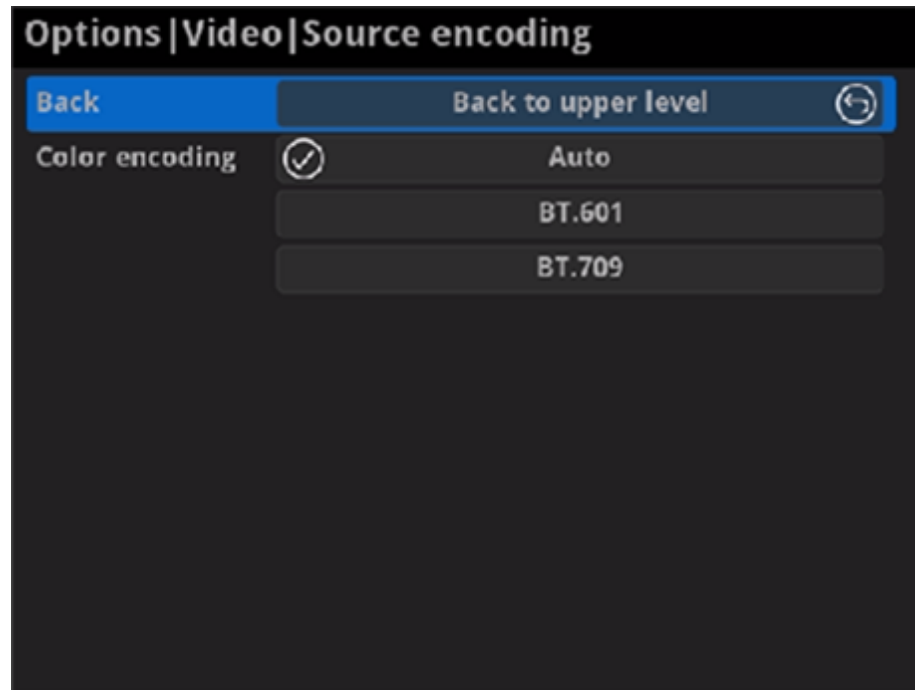 Options|Video|Source encoding
Back Back to upper level
Color encoding Auto
BT.601
BT.709